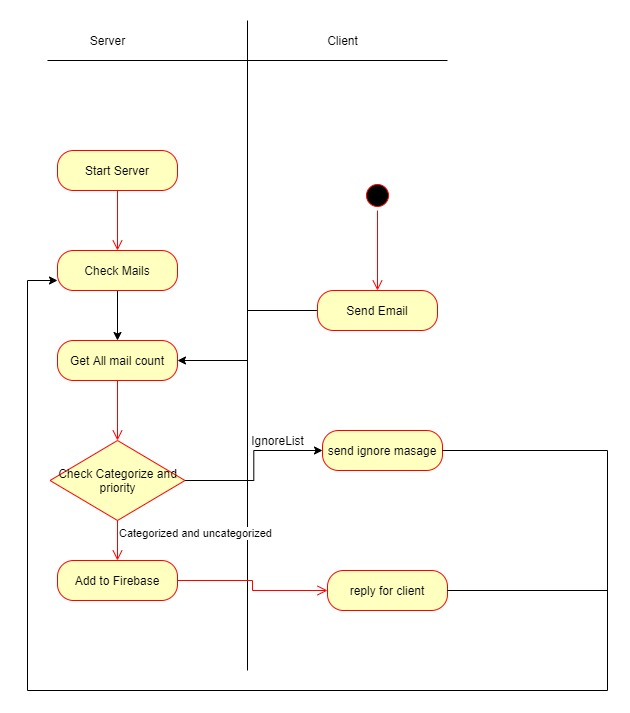 Server
Client
Start Server
Check Mails
Send Email
Get All mail count
IgnoreList
send ignore masage
Check Categorize and
priority
Categorized and uncategorized
Add to Firebase
reply for client